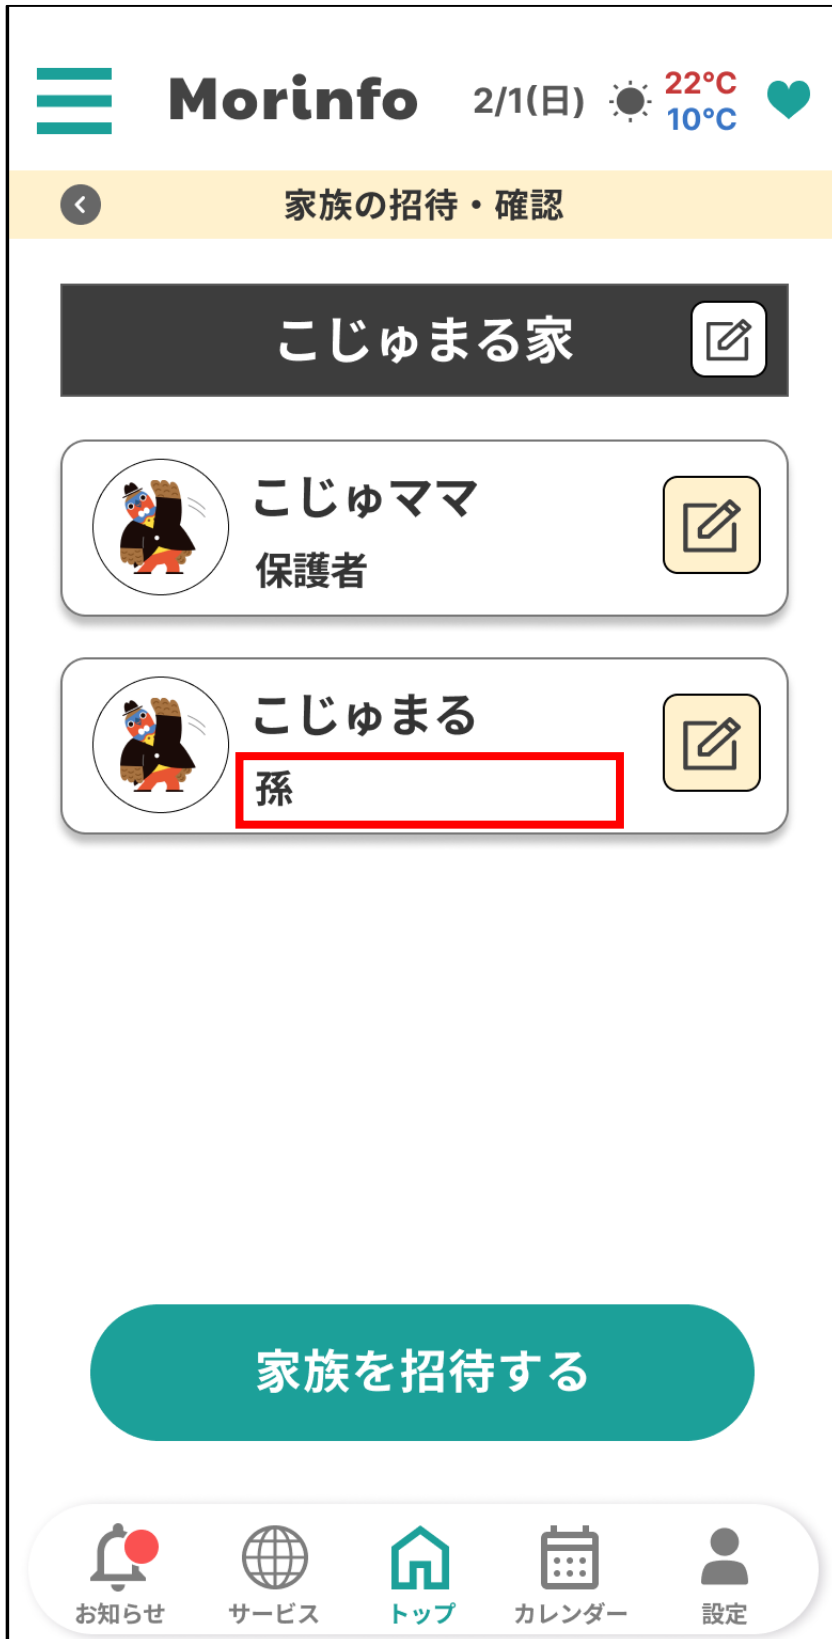 Morinfo 2/1(日) 22°C
10°C
家族の招待・確認
こじゅまる家
こじゅママ
保護者
こじゅまる
孫
家族を招待する
お知らせ サービス トップ カレンダー 設定